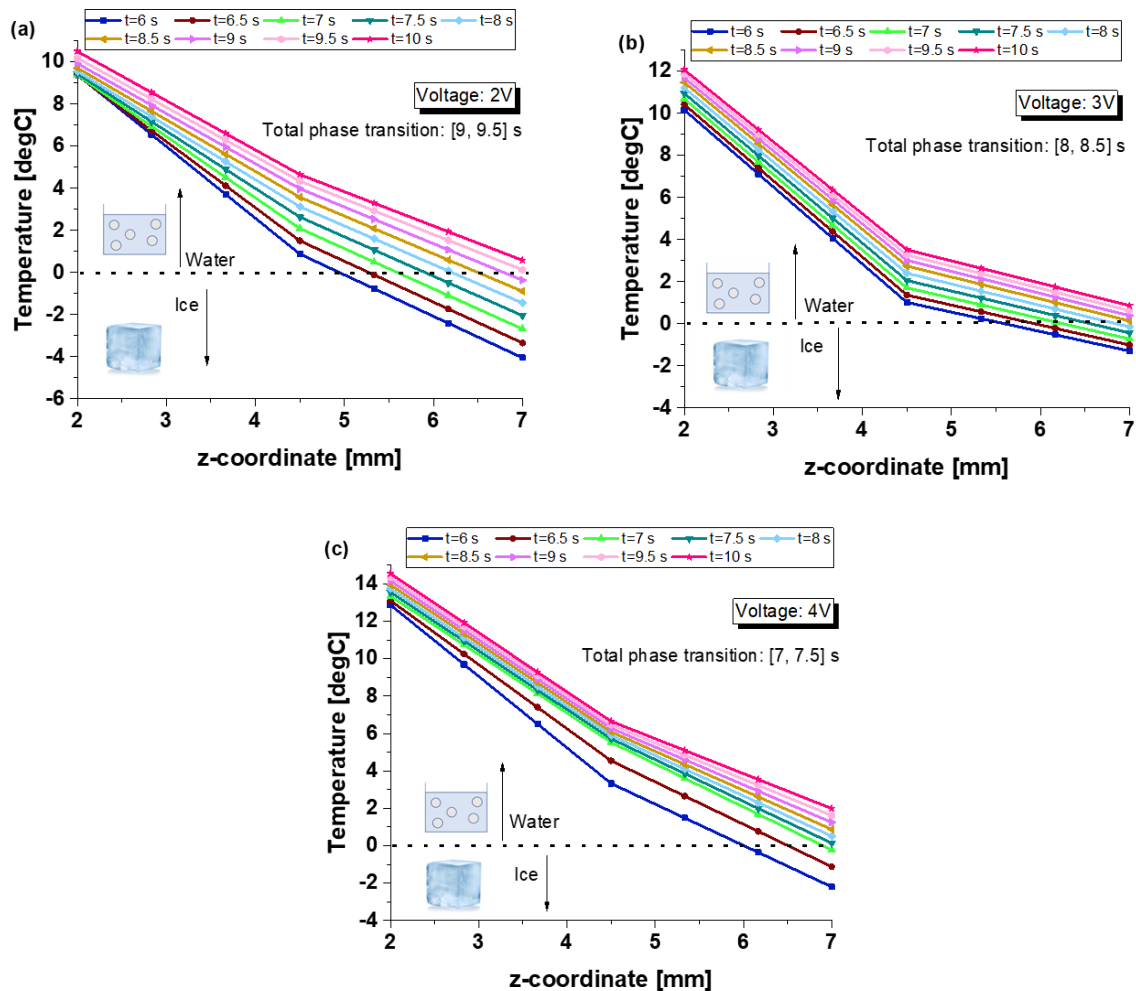 (a)
t=6 s t=6.5 s t=7 s t=7.5 s t=8 s
t=8.5 s t=9 s t=9.5 s t=10 s
Voltage: 2V
Total phase transition: [9, 9.5] s
Water
Ice
10
8
6
4
2
0
-2
-4
-6
Temperature [degC]
2 3 4 5 6 7
z-coordinate [mm]
(b)
t=6 s t=6.5 s t=7 s t=7.5 s t=8 s
t=8.5 s t=9 s t=9.5 s t=10 s
Voltage: 3V
Total phase transition: [8, 8.5] s
Water
Ice
12
10
8
6
4
2
0
-2
-4
Temperature [degC]
2 3 4 5 6 7
z-coordinate [mm]
(c)
t=6 s t=6.5 s t=7 s t=7.5 s t=8 s
t=8.5 s t=9 s t=9.5 s t=10 s
Voltage: 4V
Total phase transition: [7, 7.5] s
Water
Ice
14
12
10
8
6
4
2
0
-2
-4
Temperature [degC]
2 3 4 5 6 7
z-coordinate [mm]